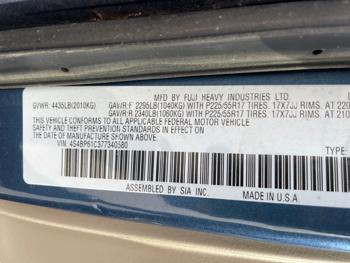 MFD. BY FUJI HEAVY INDUSTRIES LTD.
GVWR: 4435LB(2010KG) GAWR:F 2295LB(1040KG) WITH P225/55R17 TIRES. 17X7JJ RIMS. AT 220
GAWR:R 2340LB(1060KG) WITH P225/55R17 TIRES. 17X7JJ RIMS. AT 210
THIS VEHICLE CONFORMS TO ALL APPLICABLE FEDERAL MOTOR VEHICLE
SAFETY STANDARDS IN EFFECT ON
THE DATE OF MANUFACTURE SHOWN ABOVE.
VIN: 4S4BP61C377340580
TYPE:
ASSEMBLED BY SIA INC.
MADE IN U.S.A